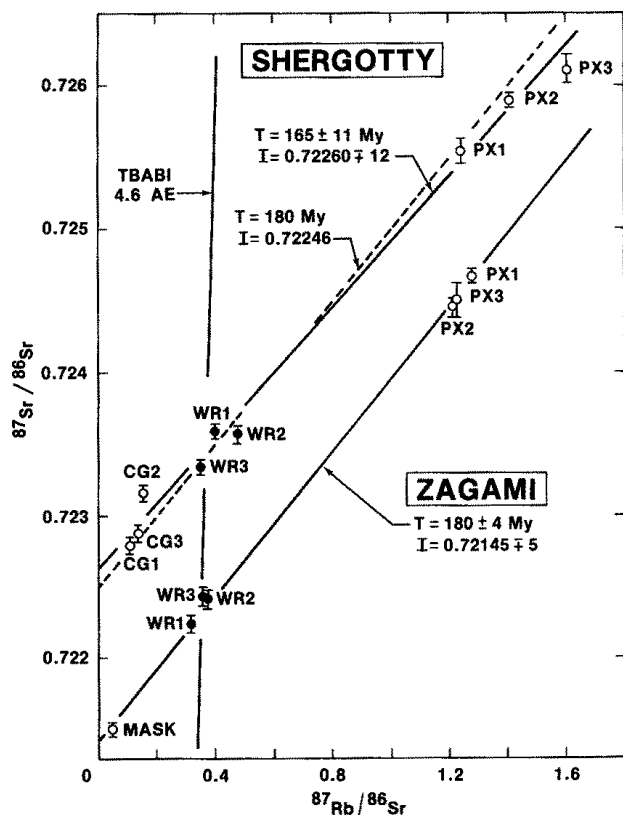 SHERGOTTY
0.726
PX3
PX2
T = 165 ± 11 My
I = 0.72260 ∓ 12
PX1
TBABI
4.6 AE
T = 180 My
I = 0.72246
0.725
PX1
PX3
PX2
0.724
87Sr/86Sr
WR1
WR2
WR3
ZAGAMI
CG2
T = 180 ± 4 My
I = 0.72145 ∓ 5
0.723
CG3
CG1
WR3
WR2
WR1
0.722
MASK
0
0.4
0.8
1.2
1.6
87Rb/86Sr